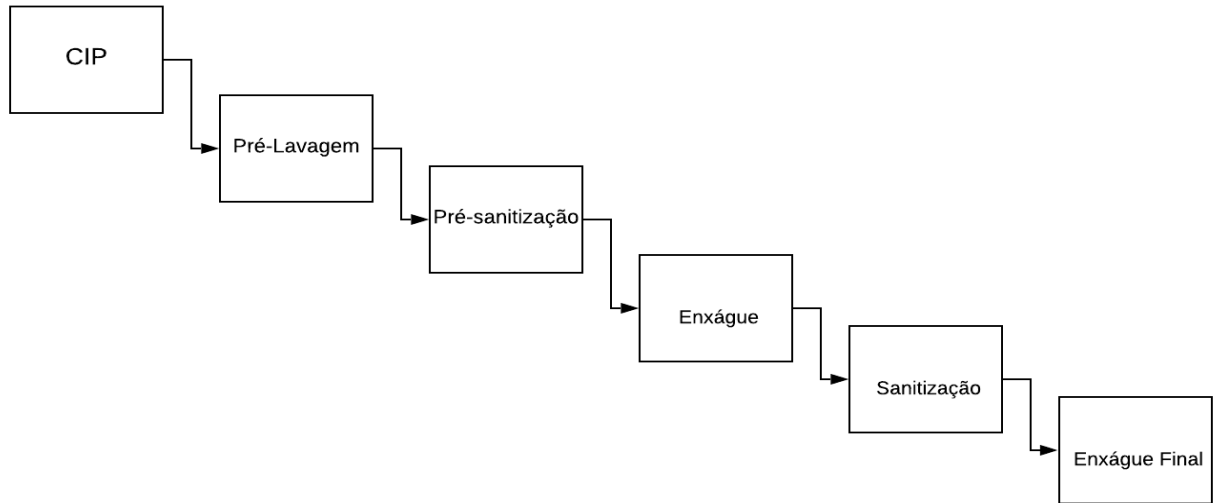 CIP
Pré-Lavagem
Pré-sanitização
Enxágue
Sanitização
Enxágue Final